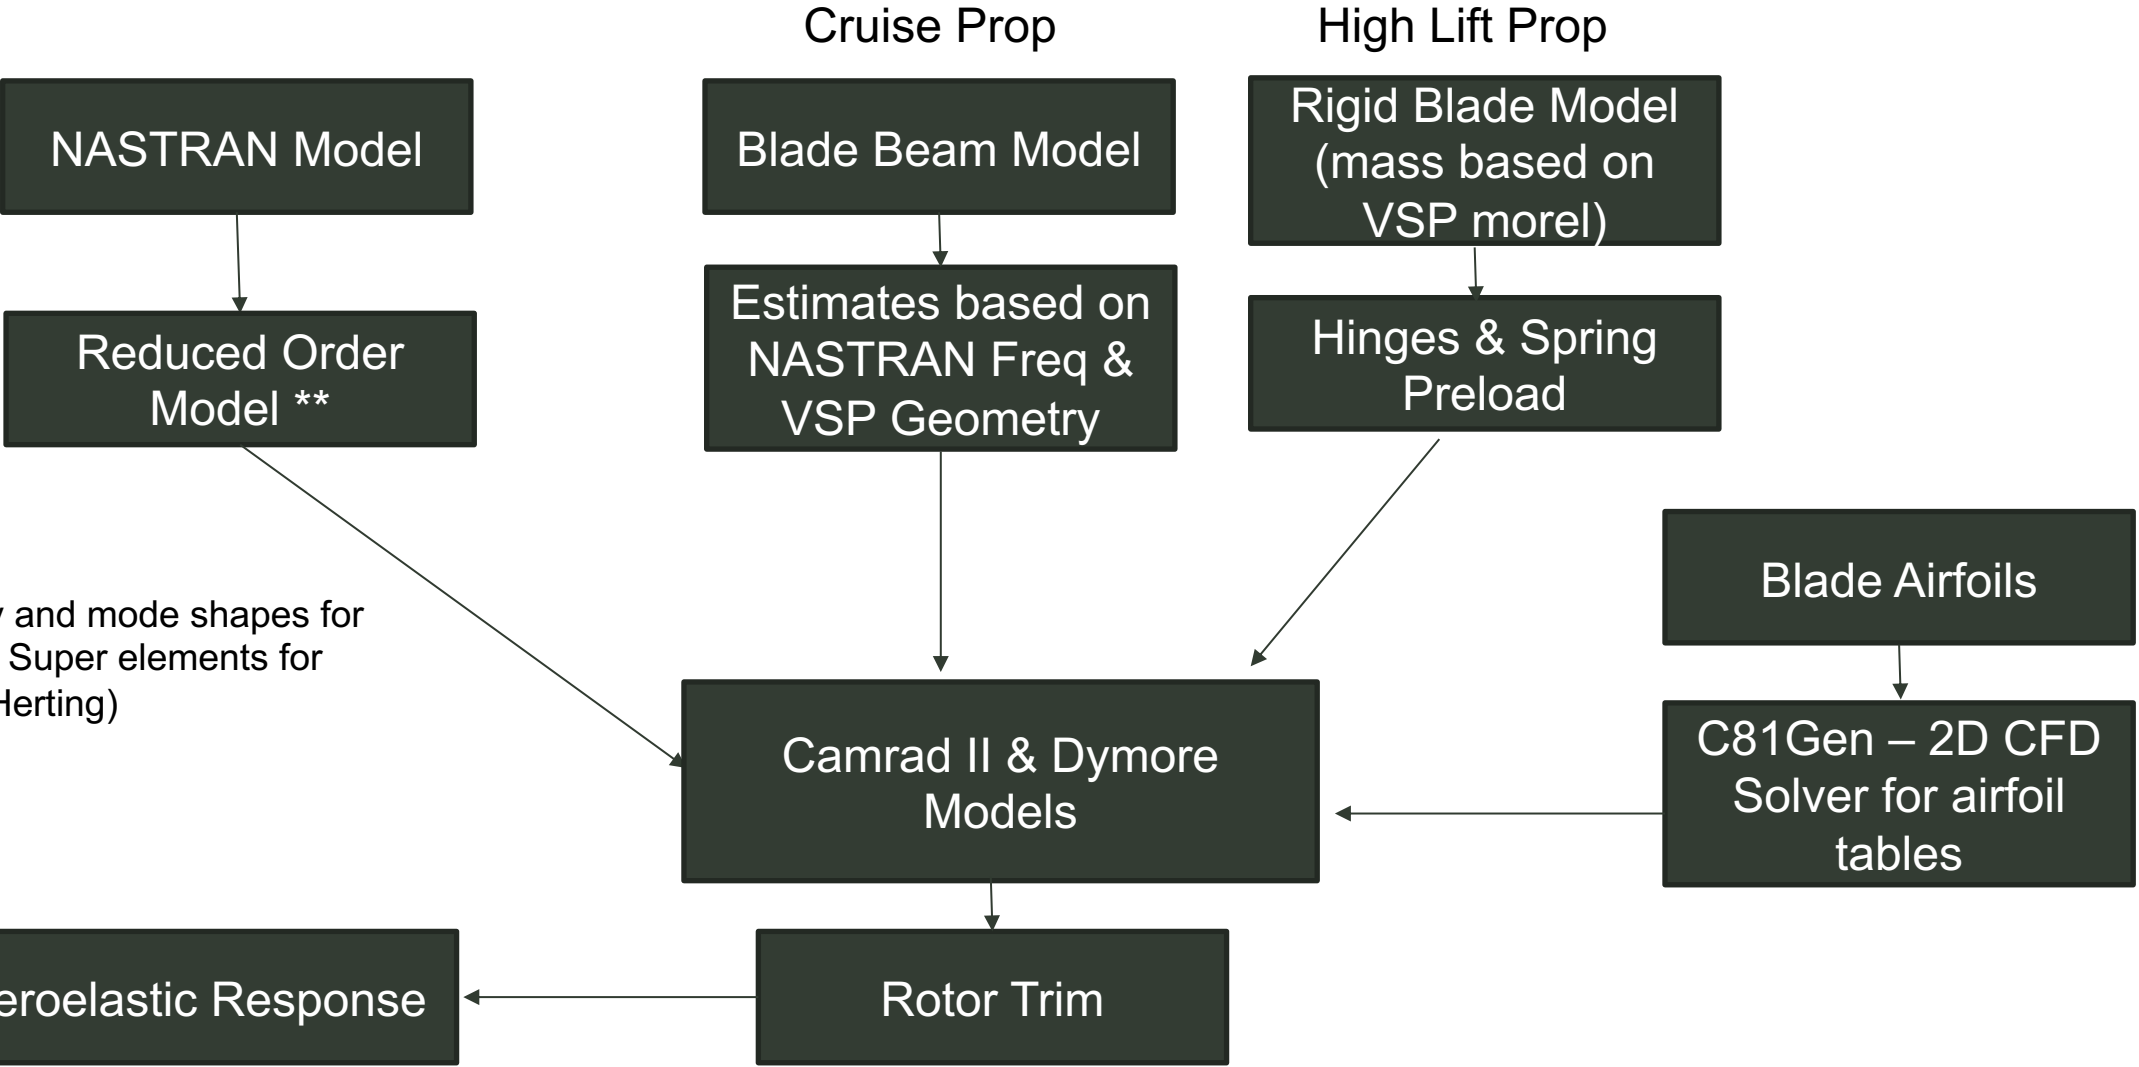 Cruise Prop
High Lift Prop
NASTRAN Model
Blade Beam Model
Rigid Blade Model
(mass based on
VSP morel)
Reduced Order
Model **
Estimates based on
NASTRAN Freq &
VSP Geometry
Hinges & Spring
Preload
and mode shapes for
Super elements for
Herting)
Blade Airfoils
Camrad II & Dymore
Models
C81Gen – 2D CFD
Solver for airfoil
tables
eroelastic Response
Rotor Trim